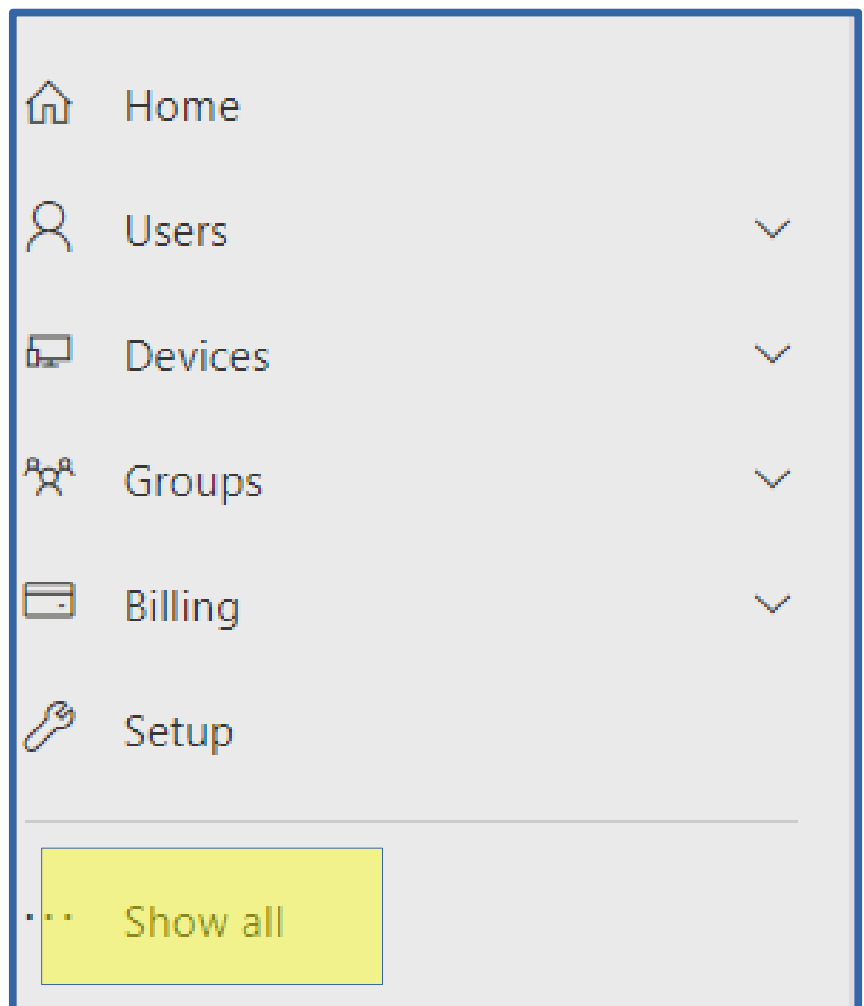 Home
Users
Devices
Groups
Billing
Setup
... Show all